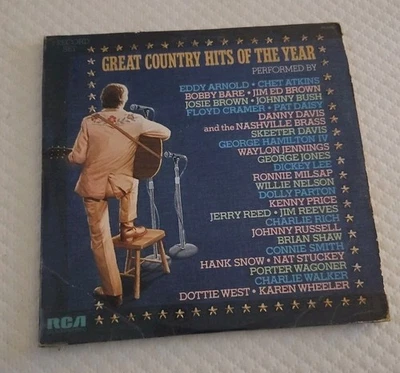 2 RECORD
SET
GREAT COUNTRY HITS OF THE YEAR
PERFORMED BY
EDDY ARNOLD • CHET ATKINS
BOBBY BARE • JIM ED BROWN
JOSIE BROWN • JOHNNY BUSH
FLOYD CRAMER • PAT DAISY
DANNY DAVIS
and the NASHVILLE BRASS
SKEETER DAVIS
GEORGE HAMILTON IV
WAYLON JENNINGS
GEORGE JONES
DICKEY LEE
RONNIE MILSAP
WILLIE NELSON
DOLLY PARTON
KENNY PRICE
JERRY REED • JIM REEVES
CHARLIE RICH
JOHNNY RUSSELL
BRIAN SHAW
CONNIE SMITH
HANK SNOW • NAT STUCKEY
PORTER WAGONER
CHARLIE WALKER
DOTTIE WEST • KAREN WHEELER
RCA